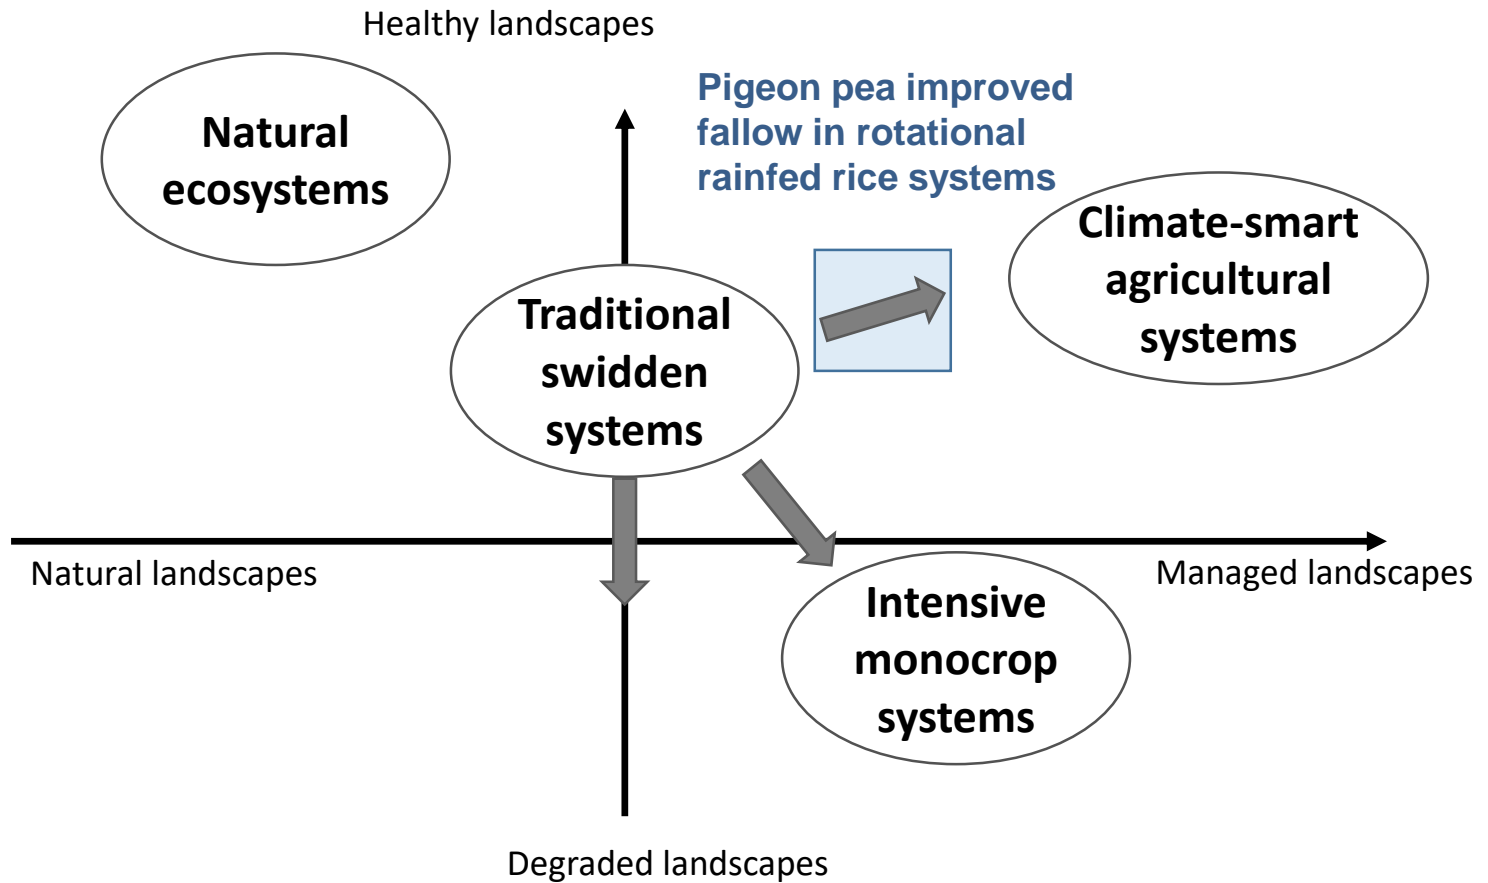 Healthy landscapes
Natural
ecosystems
Pigeon pea improved
fallow in rotational
rainfed rice systems
Climate-smart
agricultural
systems
Traditional
swidden
systems
Natural landscapes
Managed landscapes
Intensive
monocrop
systems
Degraded landscapes